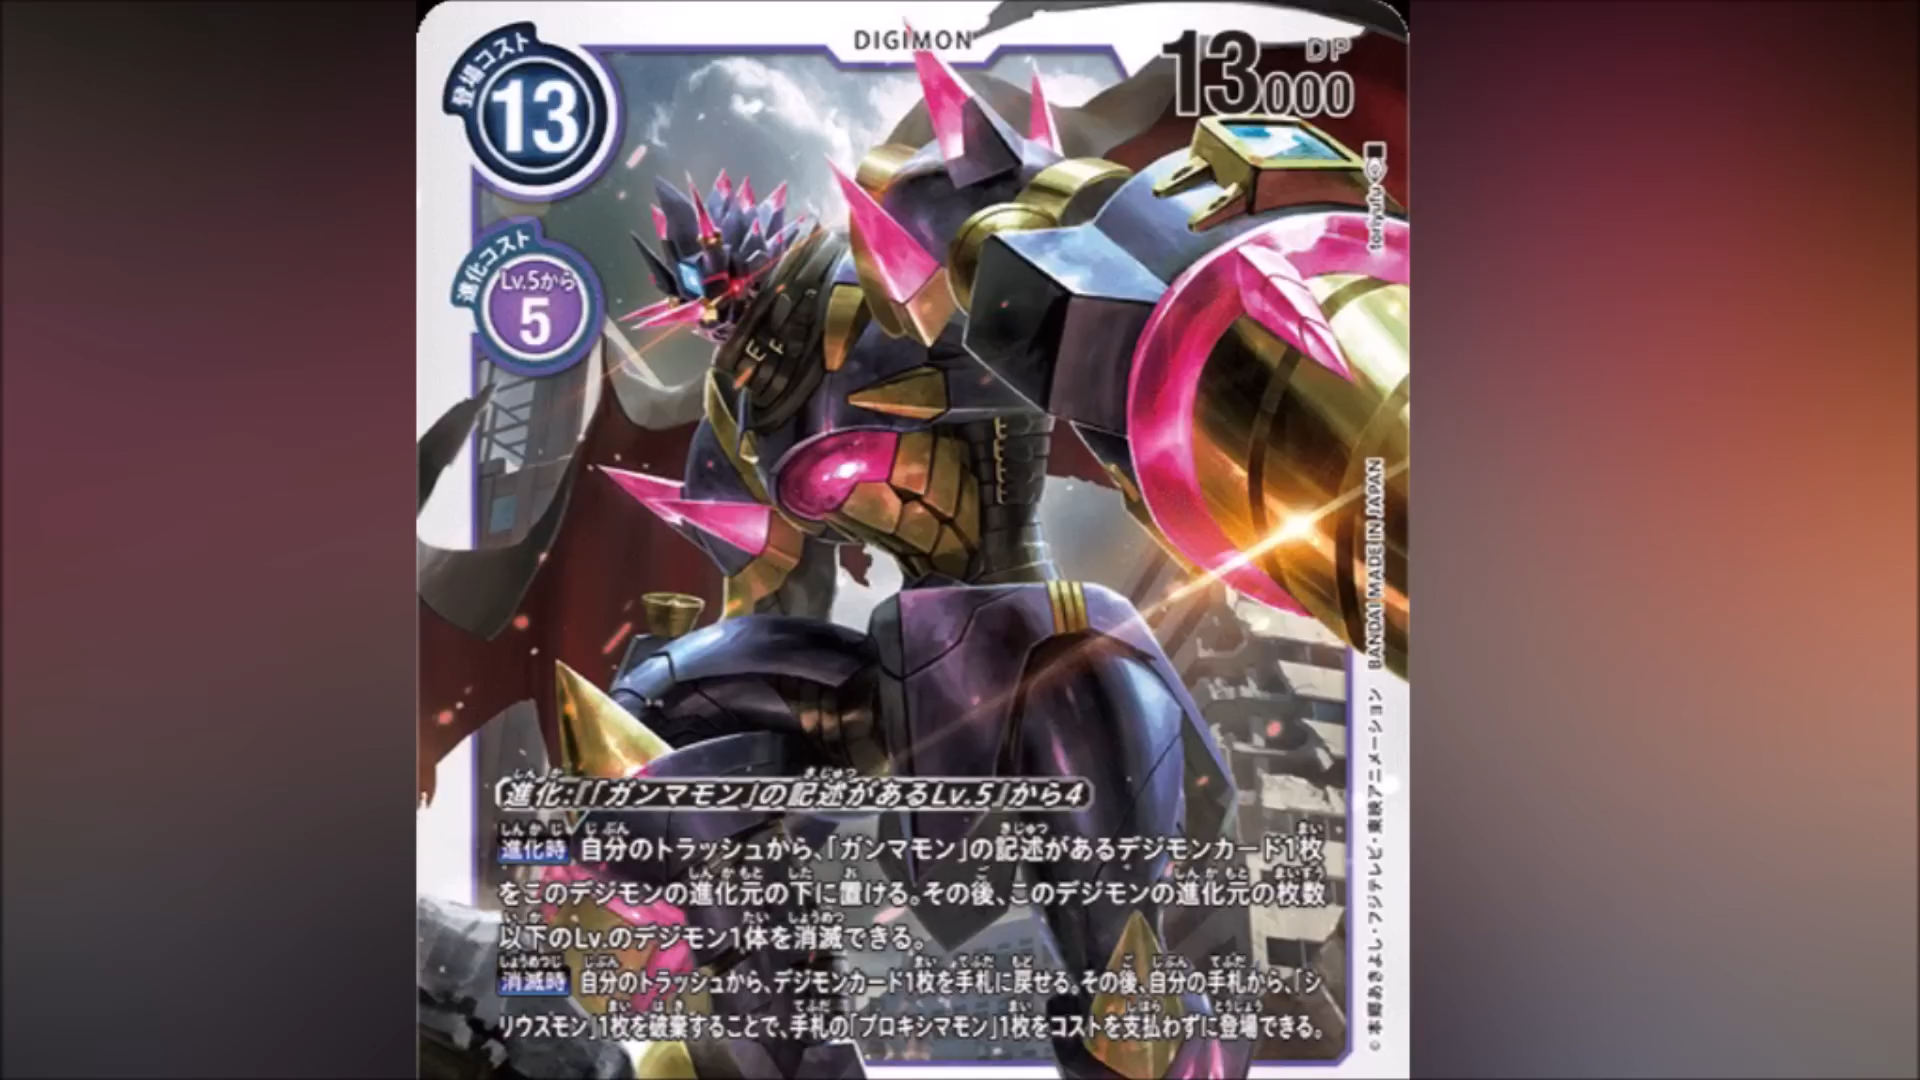 登場コスト
13
DIGIMON
DP
13000
進化コスト
Lv.5から
5
toriyufu
BANDAI MADE IN JAPAN
©本郷あきよし・フジテレビ・東映アニメーション
進化:「「ガンマモン」の記述があるLv.5」から4
進化時 自分のトラッシュから、「ガンマモン」の記述があるデジモンカード1枚
をこのデジモンの進化元の下に置ける。その後、このデジモンの進化元の枚数
以下のLv.のデジモン1体を消滅できる。
消滅時 自分のトラッシュから、デジモンカード1枚を手札に戻せる。その後、自分の手札から、「シ
リウスモン」1枚を破棄することで、手札の「プロキシマモン」1枚をコストを支払わずに登場できる。